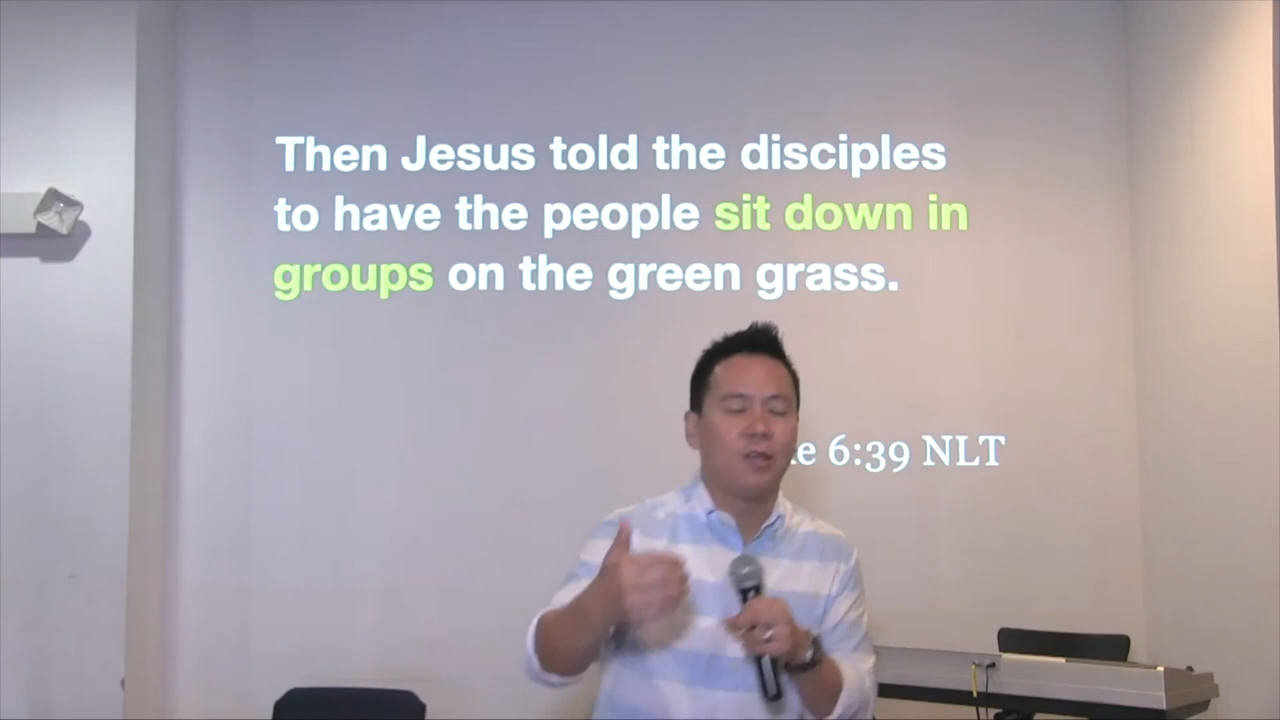 Then Jesus told the disciples
to have the people sit down in
groups on the green grass.
6:39 NLT